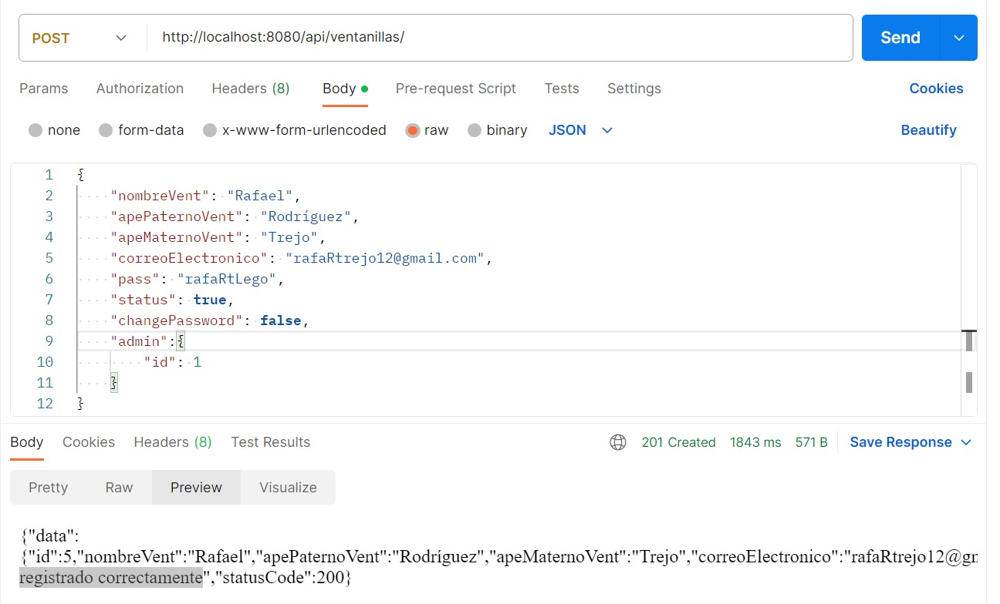 POST http://localhost:8080/api/ventanillas/ Send
Params Authorization Headers (8) Body Pre-request Script Tests Settings Cookies
none form-data x-www-form-urlencoded raw binary JSON Beautify
1 {
2 "nombreVent": "Rafael",
3 "apePaternoVent": "Rodríguez",
4 "apeMaternoVent": "Trejo",
5 "correoElectronico": "rafaRtrejo12@gmail.com",
6 "pass": "rafaRtLego",
7 "status": true,
8 "changePassword": false,
9 "admin":{
10 "id": 1
11 }
12 }
Body Cookies Headers (8) Test Results 201 Created 1843 ms 571 B Save Response
Pretty Raw Preview Visualize
{"data":
{"id":5,"nombreVent":"Rafael","apePaternoVent":"Rodríguez","apeMaternoVent":"Trejo","correoElectronico":"rafaRtrejo12@gm
registrado correctamente","statusCode":200}